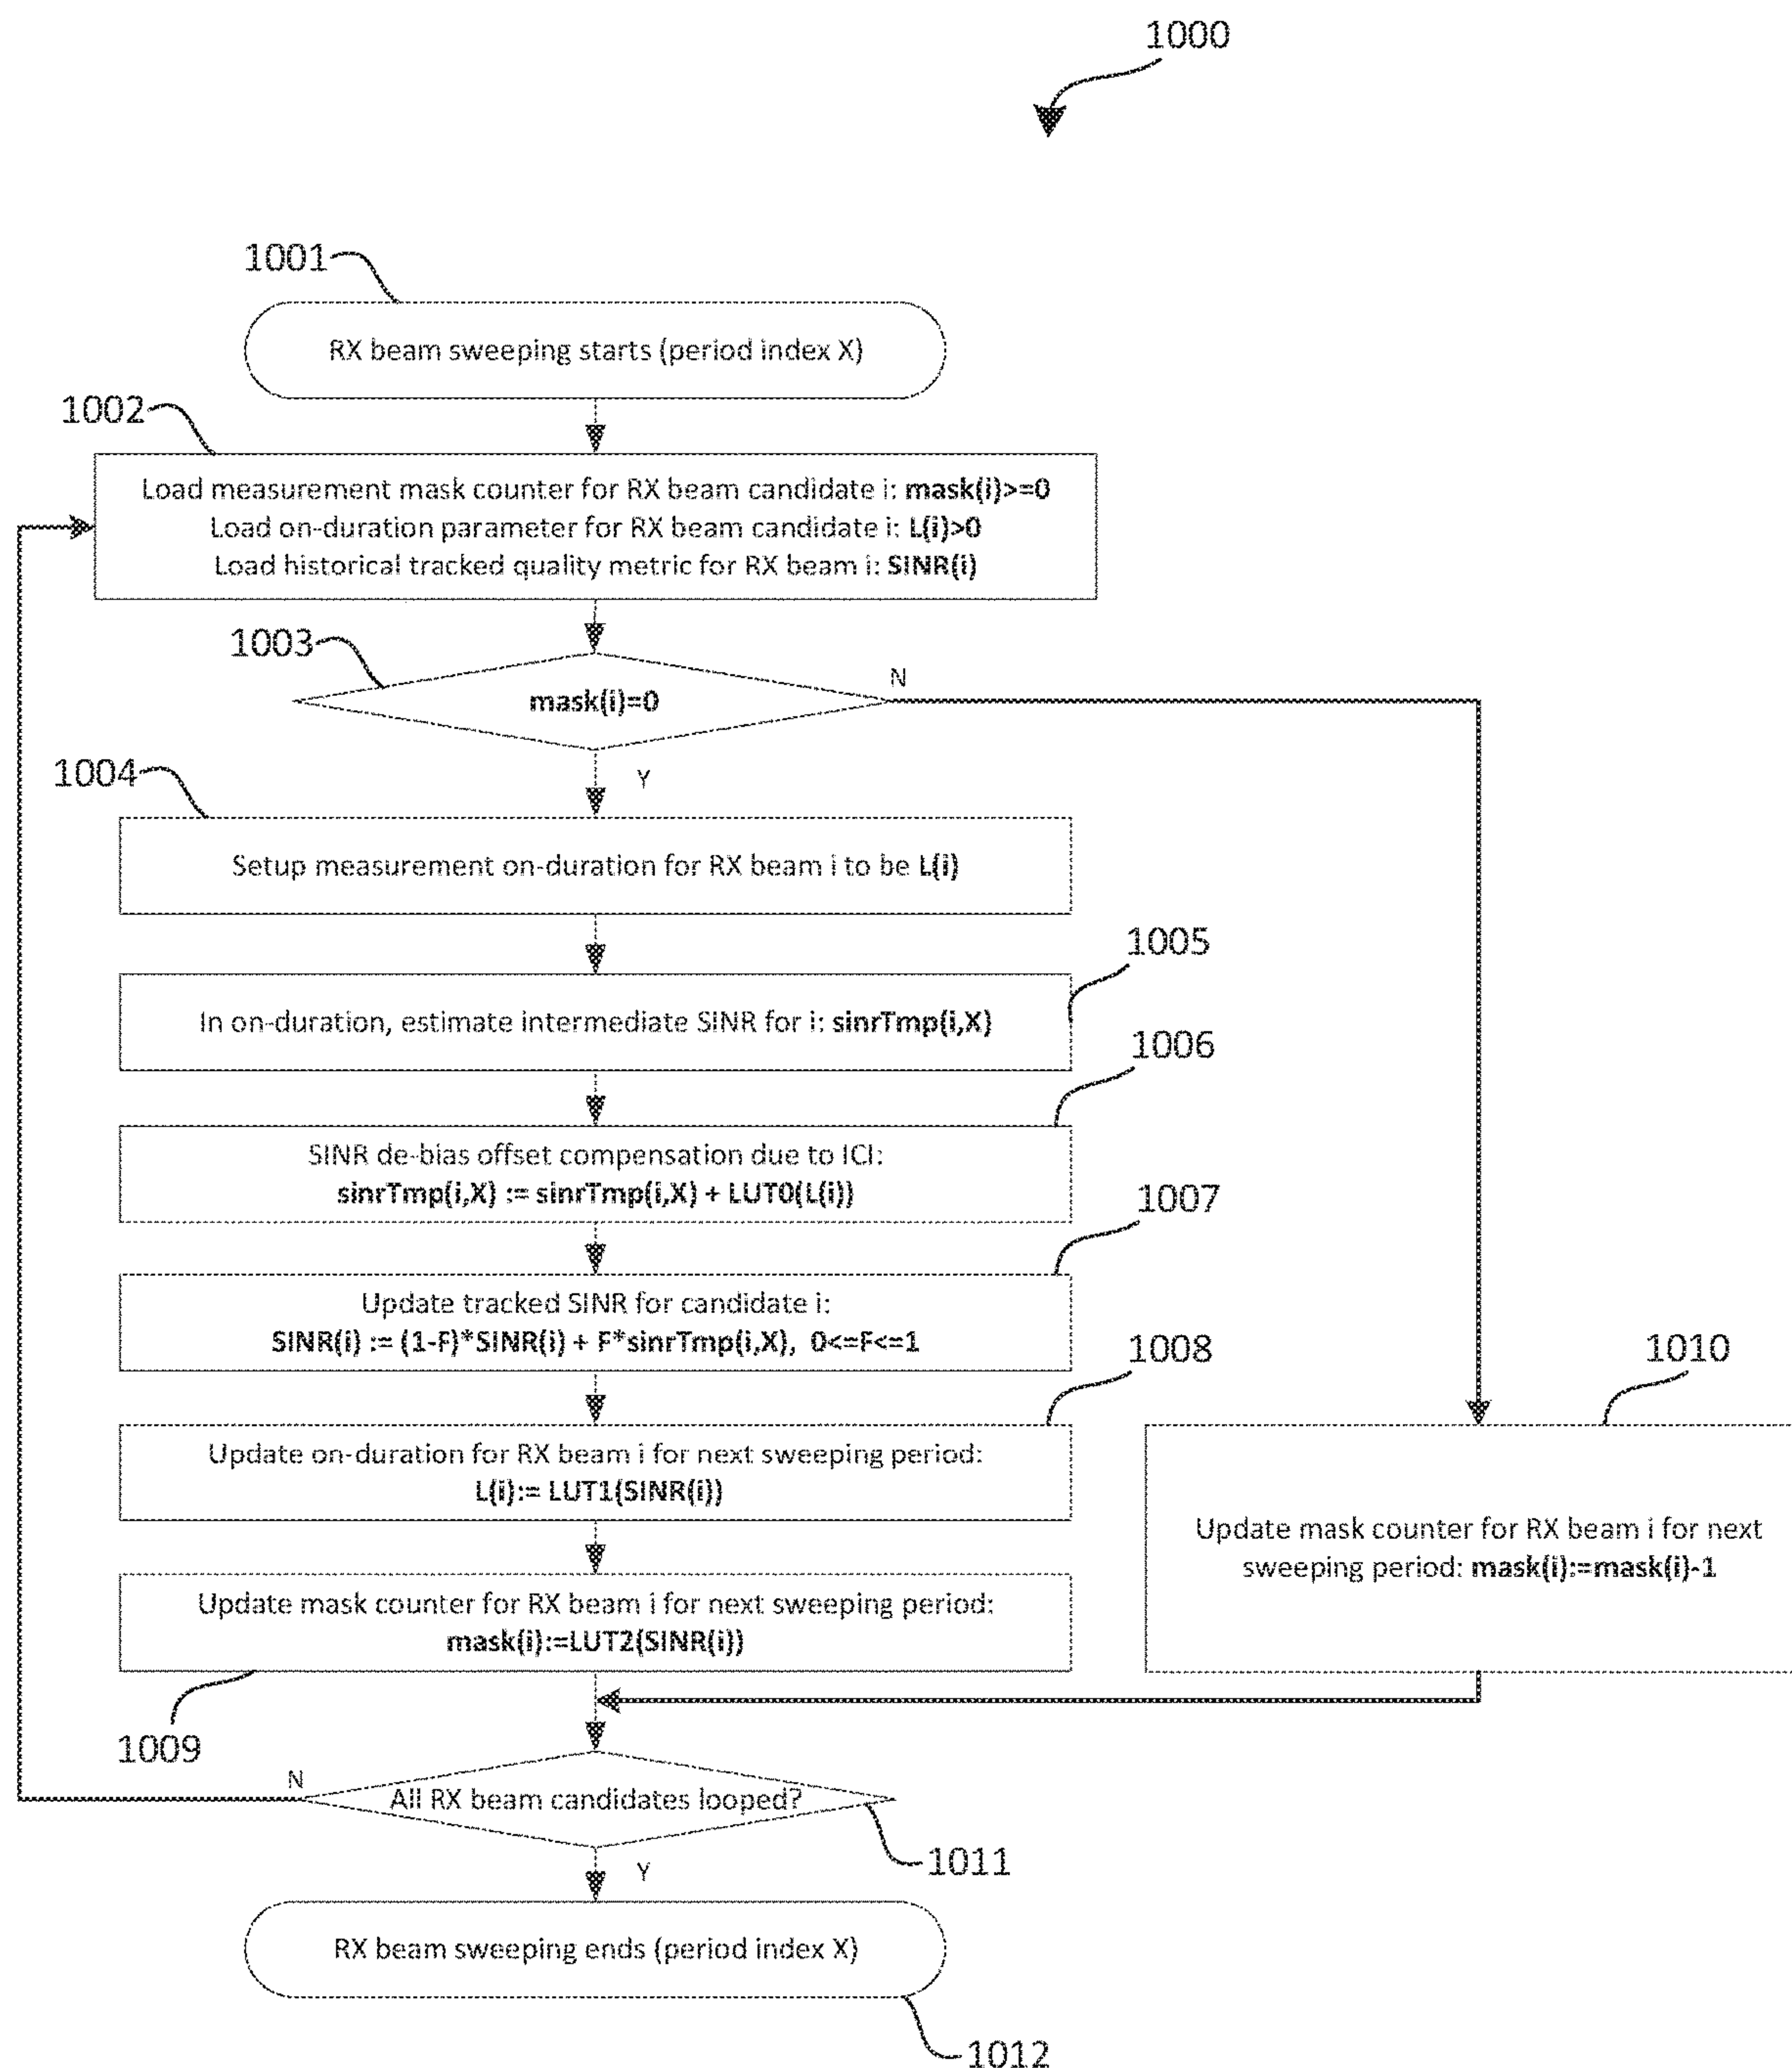 1000
1001
RX beam sweeping starts (period index X)
1002
Load measurement mask counter for RX beam candidate i: mask(i)>=0
Load on-duration parameter for RX beam candidate i: L(i)>0
Load historical tracked quality metric for RX beam i: SINR(i)
1003
mask(i)=0
N
Y
1004
Setup measurement on-duration for RX beam i to be L(i)
1005
In on-duration, estimate intermediate SINR for i: sinrTmp(i,X)
1006
SINR de-bias offset compensation due to ICI:
sinrTmp(i,X) := sinrTmp(i,X) + LUT0(L(i))
1007
Update tracked SINR for candidate i:
SINR(i) := (1-F)*SINR(i) + F*sinrTmp(i,X), 0<=F<=1
1008
Update on-duration for RX beam i for next sweeping period:
L(i):= LUT1(SINR(i))
1010
Update mask counter for RX beam i for next
sweeping period: mask(i):=mask(i)-1
Update mask counter for RX beam i for next sweeping period:
mask(i):=LUT2(SINR(i))
1009
N
All RX beam candidates looped?
1011
Y
RX beam sweeping ends (period index X)
1012